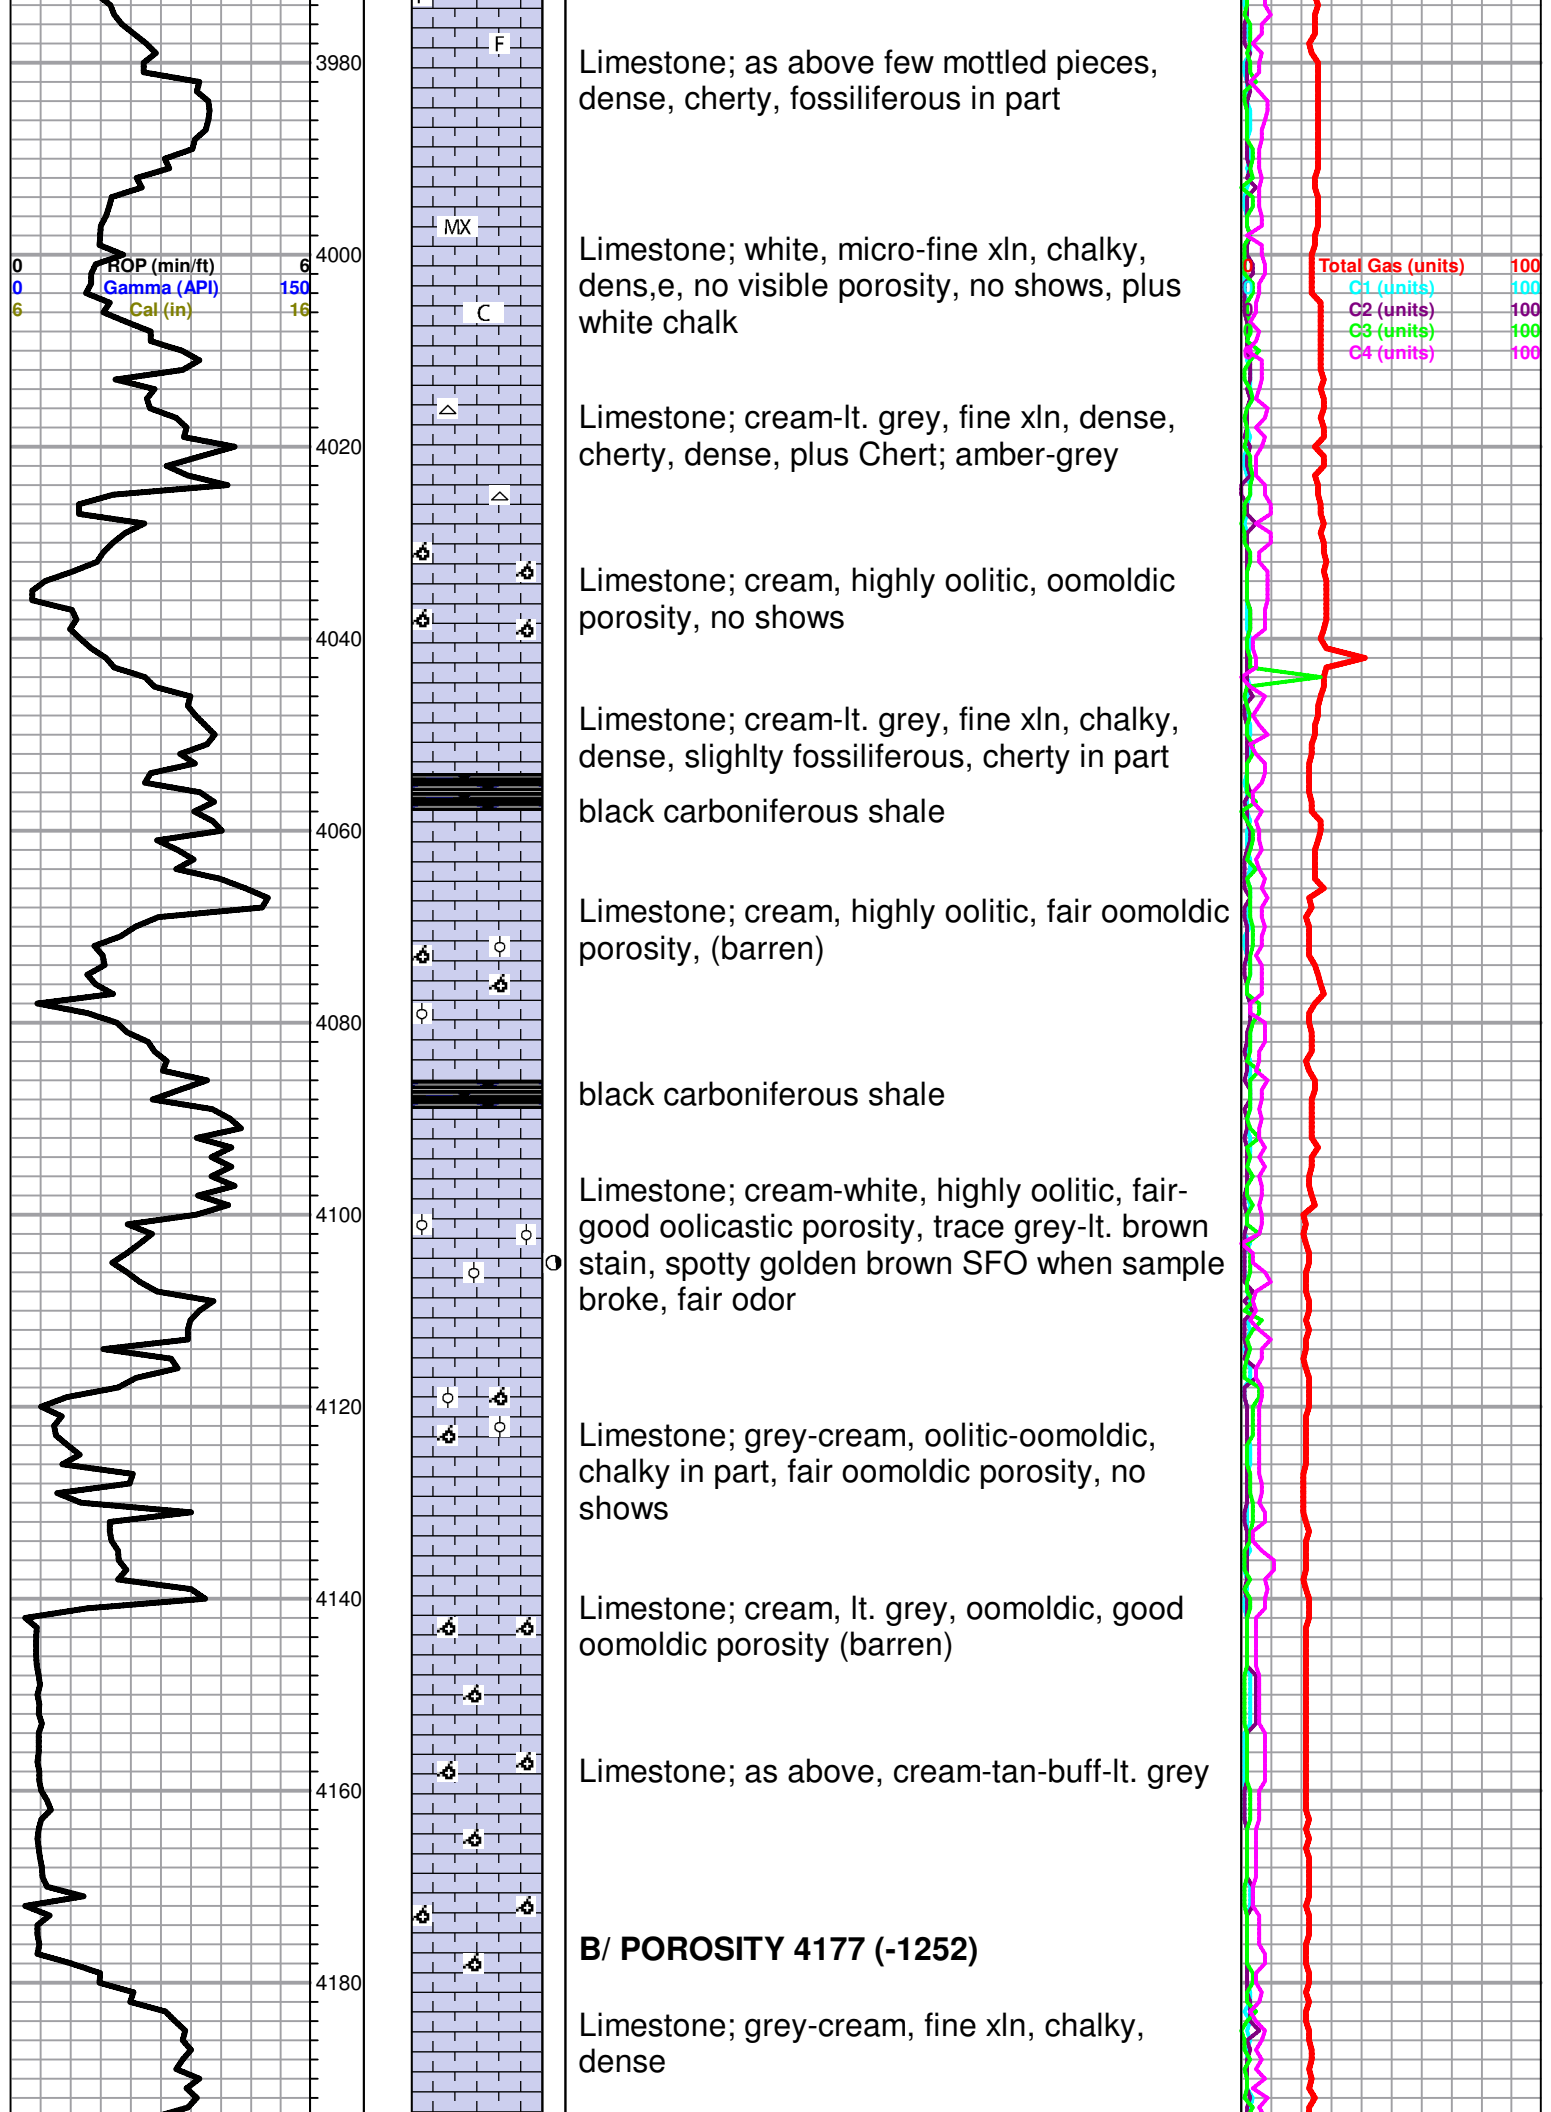 3980
F
Limestone; as above few mottled pieces,
dense, cherty, fossiliferous in part
MX
4000
Limestone; white, micro-fine xln, chalky,
dens,e, no visible porosity, no shows, plus
white chalk
0 ROP (min/ft) 6
0 Gamma (API) 150
6 Cal (in) 16
C
0 Total Gas (units) 100
0 C1 (units) 100
0 C2 (units) 100
0 C3 (units) 100
0 C4 (units) 100
Limestone; cream-lt. grey, fine xln, dense,
cherty, dense, plus Chert; amber-grey
4020
Limestone; cream, highly oolitic, oomoldic
porosity, no shows
4040
Limestone; cream-lt. grey, fine xln, chalky,
dense, slighlty fossiliferous, cherty in part
black carboniferous shale
4060
Limestone; cream, highly oolitic, fair oomoldic
porosity, (barren)
4080
black carboniferous shale
Limestone; cream-white, highly oolitic, fair-
good oolicastic porosity, trace grey-lt. brown
stain, spotty golden brown SFO when sample
broke, fair odor
4100
4120
Limestone; grey-cream, oolitic-oomoldic,
chalky in part, fair oomoldic porosity, no
shows
4140
Limestone; cream, lt. grey, oomoldic, good
oomoldic porosity (barren)
Limestone; as above, cream-tan-buff-lt. grey
4160
B/ POROSITY 4177 (-1252)
4180
Limestone; grey-cream, fine xln, chalky,
dense